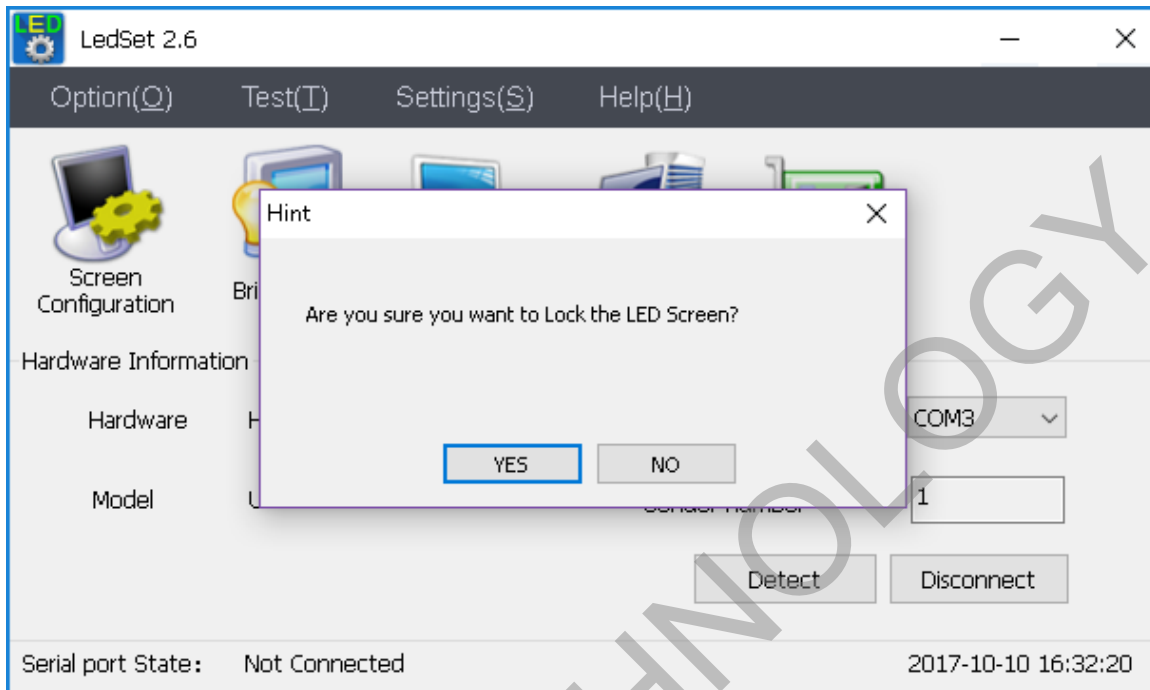 LED
LedSet 2.6
Option(O) Test(T) Settings(S) Help(H)
Screen
Configuration
Hint
Are you sure you want to Lock the LED Screen?
YES NO
Hardware Information
Hardware COM3
Model 1
Detect Disconnect
Serial port State: Not Connected 2017-10-10 16:32:20